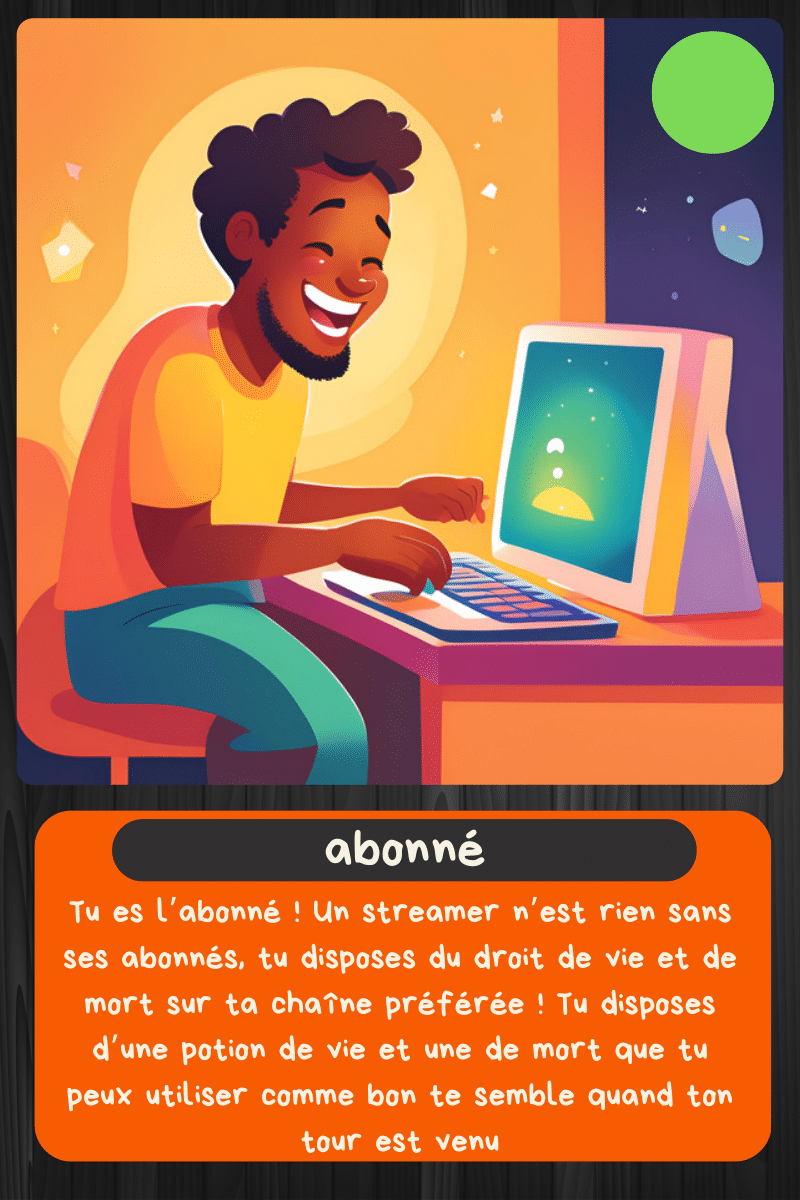 abonné
Tu es l'abonné ! Un streamer n'est rien sans
ses abonnés, tu disposes du droit de vie et de
mort sur ta chaîne préférée ! Tu disposes
d'une potion de vie et une de mort que tu
peux utiliser comme bon te semble quand ton
tour est venu